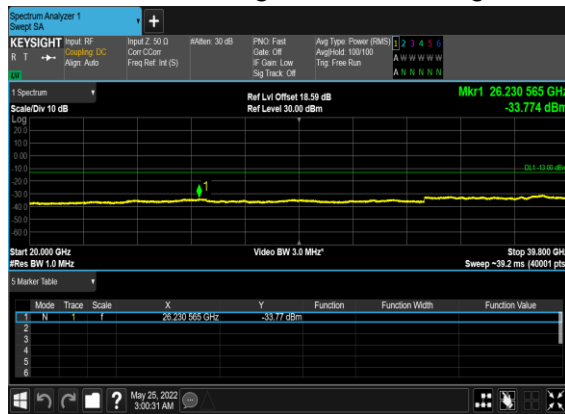 Spectrum Analyzer 1
Swept SA
+
KEYSIGHT Input: RF Input Z: 50 Ω #Atten: 30 dB PNO: Fast Avg Type: Power (RMS) 1 2 3 4 5 6
R T Coupling: DC Corr CCorr Gate: Off Avg|Hold: 100/100 A W W W W W
Align: Auto Freq Ref: Int (S) IF Gain: Low Trig: Free Run
Sig Track: Off A N N N N N
1 Spectrum Ref Lvl Offset 18.59 dB Mkr1 26.230 565 GHz
Scale/Div 10 dB Ref Level 30.00 dBm -33.774 dBm
Log
20.0
10.0
0.00
-10.0 DL1 -13.00 dBm
-20.0
-30.0 1
-40.0
-50.0
-60.0
Start 20.000 GHz Video BW 3.0 MHz* Stop 39.800 GHz
#Res BW 1.0 MHz Sweep ~39.2 ms (40001 pts)
5 Marker Table
Mode Trace Scale X Y Function Function Width Function Value
1 N 1 f 26.230 565 GHz -33.77 dBm
2
3
4
5
6
? May 25, 2022
3:00:31 AM